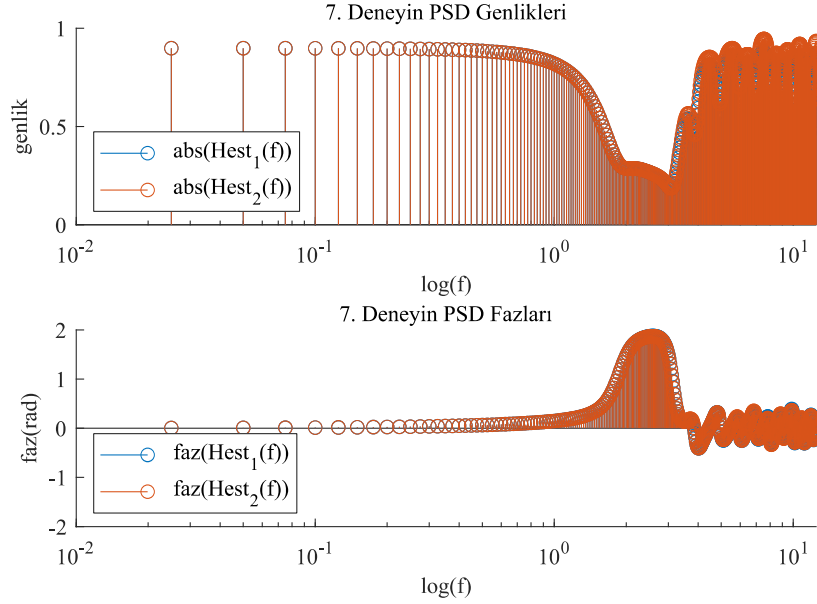 7. Deneyin PSD Genlikleri
1
0.5
0
genlik
abs(Hest₁(f))
abs(Hest₂(f))
10⁻² 10⁻¹ 10⁰ 10¹
log(f)
7. Deneyin PSD Fazları
2
1
0
-1
-2
faz(rad)
faz(Hest₁(f))
faz(Hest₂(f))
10⁻² 10⁻¹ 10⁰ 10¹
log(f)